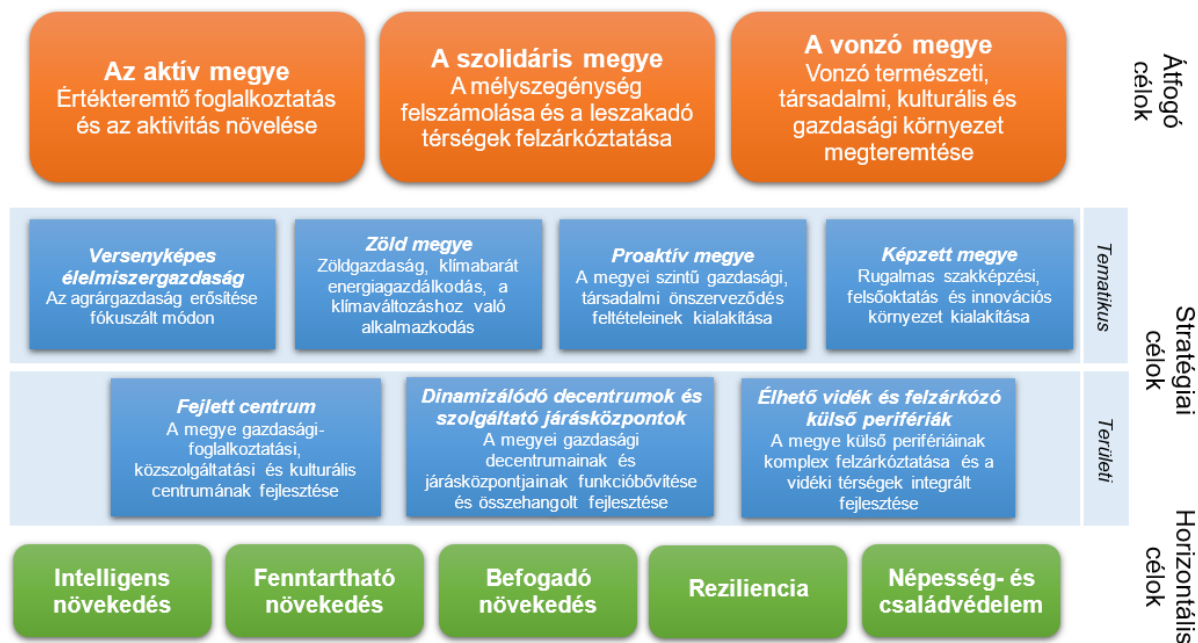 Az aktív megye
Értékteremtő foglalkoztatás
és az aktivitás növelése
A szolidáris megye
A mélyszegénység
felszámolása és a leszakadó
térségek felzárkóztatása
A vonzó megye
Vonzó természeti,
társadalmi, kulturális és
gazdasági környezet
megteremtése
Átfogó
célok
Versenyképes
élelmiszergazdaság
Az agrárgazdaság erősítése
fókuszált módon
Zöld megye
Zöldgazdaság, klímabarát
energiagazdálkodás, a
klímaváltozáshoz való
alkalmazkodás
Proaktív megye
A megyei szintű gazdasági,
társadalmi önszerveződés
feltételeinek kialakítása
Képzett megye
Rugalmas szakképzési,
felsőoktatás és innovációs
környezet kialakítása
Tematikus
Stratégiai
célok
Fejlett centrum
A megye gazdasági-
foglalkoztatási,
közszolgáltatási és kulturális
centrumának fejlesztése
Dinamizálódó decentrumok és
szolgáltató járásközpontok
A megyei gazdasági
decentrumainak és
járásközpontjainak funkcióbővítése
és összehangolt fejlesztése
Élhető vidék és felzárkózó
külső perifériák
A megye külső perifériáinak
komplex felzárkóztatása és a
vidéki térségek integrált
fejlesztése
Területi
Intelligens
növekedés
Fenntartható
növekedés
Befogadó
növekedés
Reziliencia
Népesség- és
családvédelem
Horizontális
célok